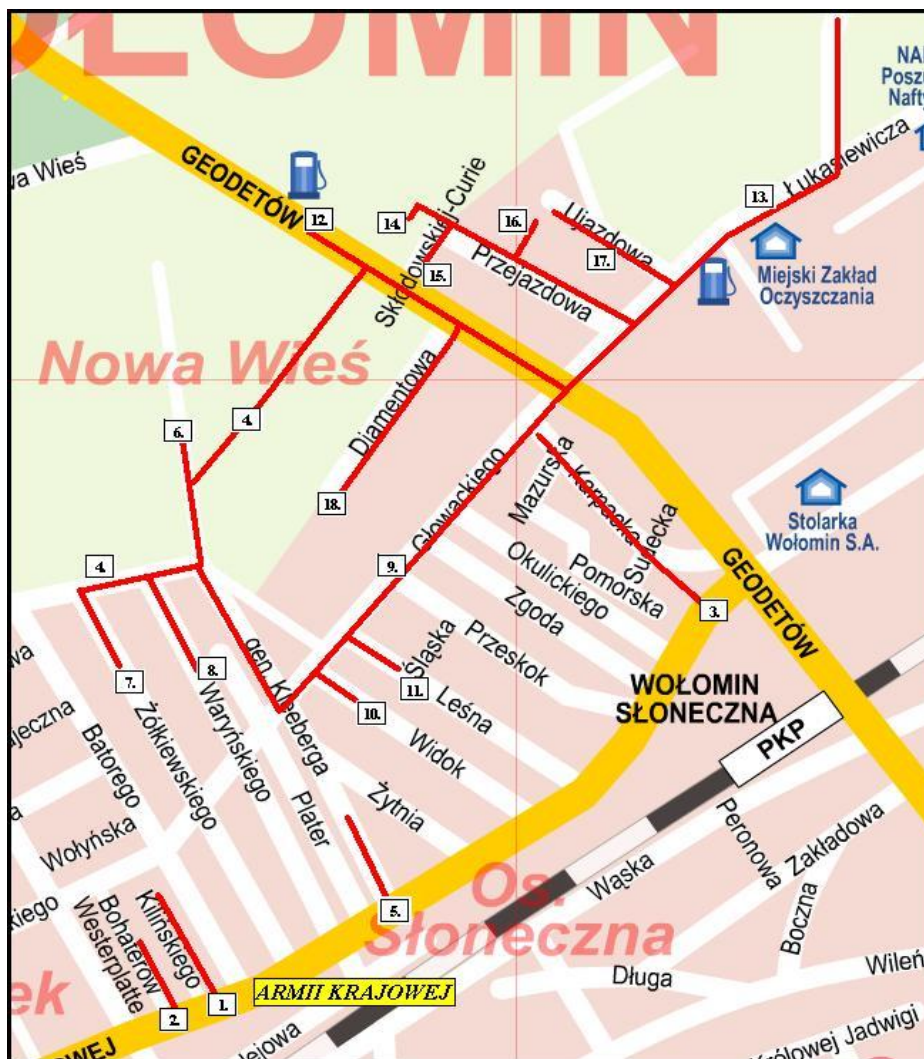 WOŁOMIN
NAF
Poszu
Nafty
wa Wieś
GEODETÓW
Łukasiewicza
13.
12.
14.
Skłodowskiej-Curie
16.
Ujazdowa
17.
15.
Przejazdowa
Miejski Zakład
Oczyszczania
Nowa Wieś
Diamentowa
4.
6.
18.
Głowackiego
Mazurska
Karpacka
Sudecka
Stolarka
Wołomin S.A.
9.
Okulickiego
Pomorska
GEODETÓW
4.
Zgoda
3.
gen. Kleeberga
Przeskok
Śląska
8.
7.
11.
10.
Leśna
Widok
WOŁOMIN
SŁONECZNA
PKP
Żółkiewskiego
Waryńskiego
Batorego
Plater
Żytnia
Wołyńska
Peronowa
Zakładowa
Wąska
Os.
Słoneczna
5.
Boczna
kiego
Kilińskiego
Bohaterów
Westerplatte
1.
2.
ARMII KRAJOWEJ
Długa
Wileń
ek
Królowej Jadwigi
lejowa
OWEJ